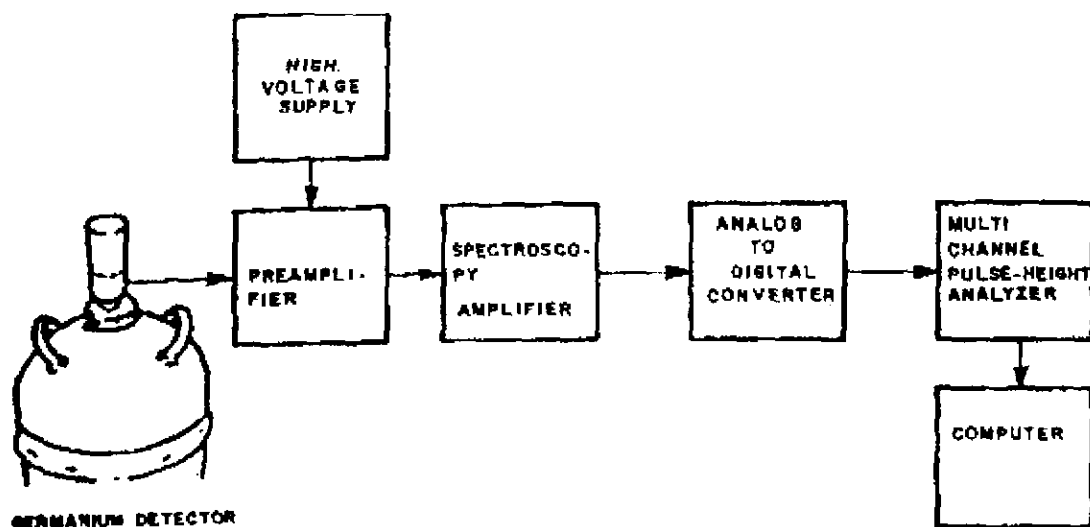 HIGH.
VOLTAGE
SUPPLY
PREAMPLI-
FIER
SPECTROSCO-
PY
AMPLIFIER
ANALOG
TO
DIGITAL
CONVERTER
MULTI
CHANNEL
PULSE-HEIGHT
ANALYZER
COMPUTER
GERMANIUM DETECTOR